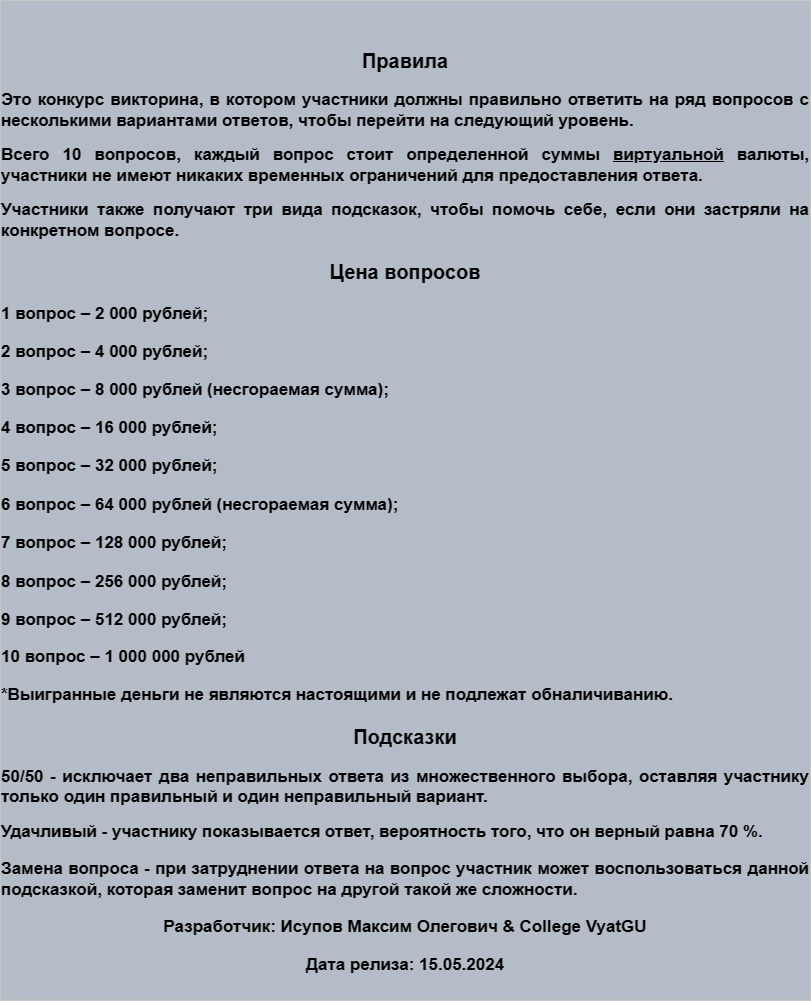 Правила
Это конкурс викторина, в котором участники должны правильно ответить на ряд вопросов с
несколькими вариантами ответов, чтобы перейти на следующий уровень.
Всего 10 вопросов, каждый вопрос стоит определенной суммы виртуальной валюты,
участники не имеют никаких временных ограничений для предоставления ответа.
Участники также получают три вида подсказок, чтобы помочь себе, если они застряли на
конкретном вопросе.
Цена вопросов
1 вопрос – 2 000 рублей;
2 вопрос – 4 000 рублей;
3 вопрос – 8 000 рублей (несгораемая сумма);
4 вопрос – 16 000 рублей;
5 вопрос – 32 000 рублей;
6 вопрос – 64 000 рублей (несгораемая сумма);
7 вопрос – 128 000 рублей;
8 вопрос – 256 000 рублей;
9 вопрос – 512 000 рублей;
10 вопрос – 1 000 000 рублей
*Выигранные деньги не являются настоящими и не подлежат обналичиванию.
Подсказки
50/50 - исключает два неправильных ответа из множественного выбора, оставляя участнику
только один правильный и один неправильный вариант.
Удачливый - участнику показывается ответ, вероятность того, что он верный равна 70 %.
Замена вопроса - при затруднении ответа на вопрос участник может воспользоваться данной
подсказкой, которая заменит вопрос на другой такой же сложности.
Разработчик: Исупов Максим Олегович & College VyatGU
Дата релиза: 15.05.2024